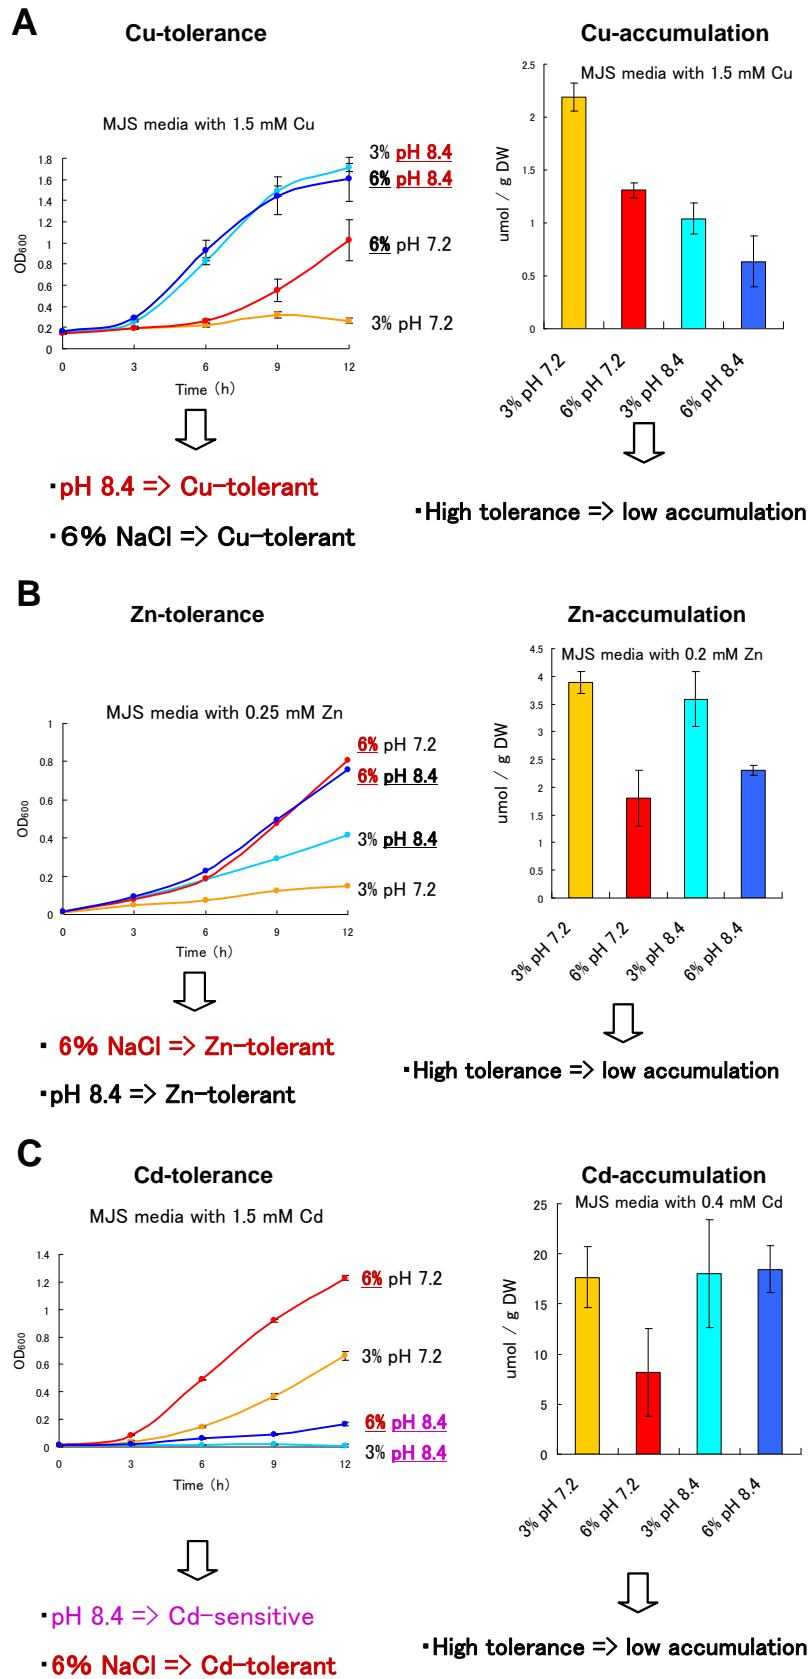 A
Cu-tolerance
MJS media with 1.5 mM Cu
OD600
1.8
1.6
1.4
1.2
1
0.8
0.6
0.4
0.2
0
0 3 6 9 12
Time (h)
3% pH 8.4
6% pH 8.4
6% pH 7.2
3% pH 7.2
・pH 8.4 => Cu-tolerant
・6% NaCl => Cu-tolerant
Cu-accumulation
MJS media with 1.5 mM Cu
umol / g DW
2.5
2
1.5
1
0.5
0
3% pH 7.2
6% pH 7.2
3% pH 8.4
6% pH 8.4
・High tolerance => low accumulation
B
Zn-tolerance
MJS media with 0.25 mM Zn
OD600
1
0.8
0.6
0.4
0.2
0
0 3 6 9 12
Time (h)
6% pH 7.2
6% pH 8.4
3% pH 8.4
3% pH 7.2
・ 6% NaCl => Zn-tolerant
・pH 8.4 => Zn-tolerant
Zn-accumulation
MJS media with 0.2 mM Zn
umol / g DW
4.5
4
3.5
3
2.5
2
1.5
1
0.5
0
3% pH 7.2
6% pH 7.2
3% pH 8.4
6% pH 8.4
・High tolerance => low accumulation
C
Cd-tolerance
MJS media with 1.5 mM Cd
OD600
1.4
1.2
1
0.8
0.6
0.4
0.2
0
0 3 6 9 12
Time (h)
6% pH 7.2
3% pH 7.2
6% pH 8.4
3% pH 8.4
・pH 8.4 => Cd-sensitive
・6% NaCl => Cd-tolerant
Cd-accumulation
MJS media with 0.4 mM Cd
umol / g DW
25
20
15
10
5
0
3% pH 7.2
6% pH 7.2
3% pH 8.4
6% pH 8.4
・High tolerance => low accumulation